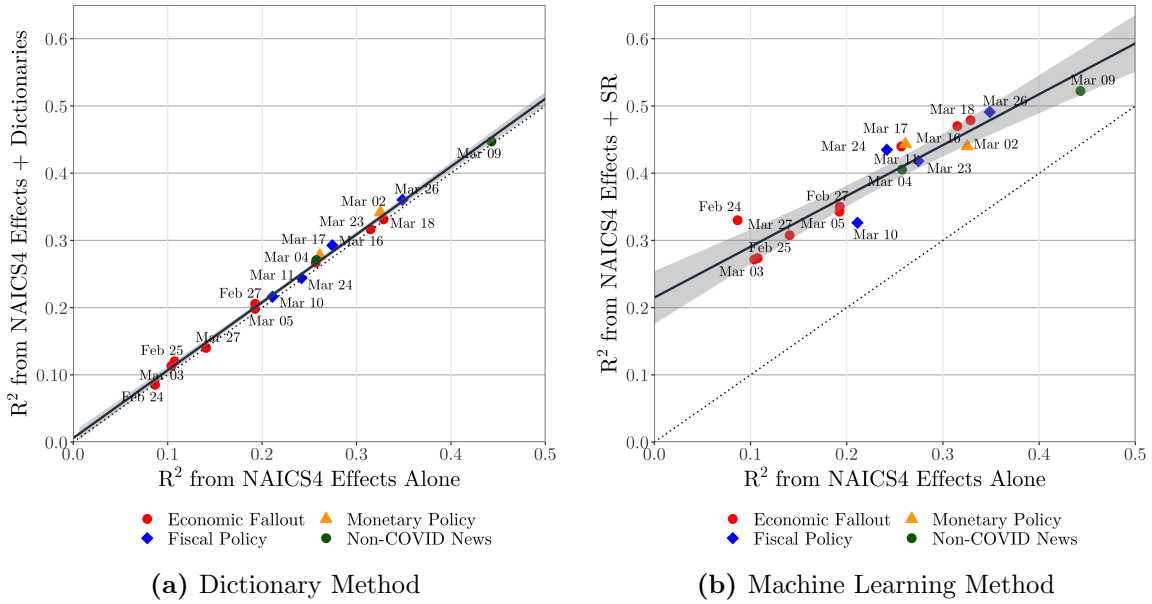 R² from NAICS4 Effects + Dictionaries
0.6
0.5
0.4
0.3
0.2
0.10
0.0
0.0 0.1 0.2 0.3 0.4 0.5
Mar 09
Mar 26
Mar 02
Mar 23
Mar 18
Mar 17
Mar 16
Mar 04
Mar 11
Mar 24
Feb 27
Mar 10
Mar 05
Mar 27
Feb 25
Mar 03
Feb 24
R² from NAICS4 Effects Alone
Economic Fallout
Monetary Policy
Fiscal Policy
Non-COVID News
(a) Dictionary Method
R² from NAICS4 Effects + SR
0.6
0.5
0.4
0.3
0.2
0.1
0.0
0.0 0.1 0.2 0.3 0.4 0.5
Mar 09
Mar 26
Mar 18
Mar 17
Mar 16
Mar 24
Mar 02
Mar 11
Mar 23
Mar 04
Feb 27
Feb 24
Mar 27
Mar 05
Mar 10
Feb 25
Mar 03
R² from NAICS4 Effects Alone
Economic Fallout
Monetary Policy
Fiscal Policy
Non-COVID News
(b) Machine Learning Method